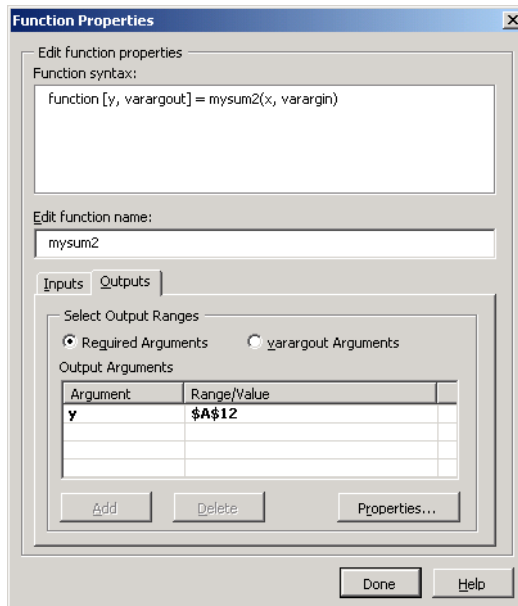 Function Properties
Edit function properties
Function syntax:
function [y, varargout] = mysum2(x, varargin)
Edit function name:
mysum2
Inputs Outputs
Select Output Ranges
Required Arguments varargout Arguments
Output Arguments
Argument Range/Value
y $A$12
Add Delete Properties...
Done Help